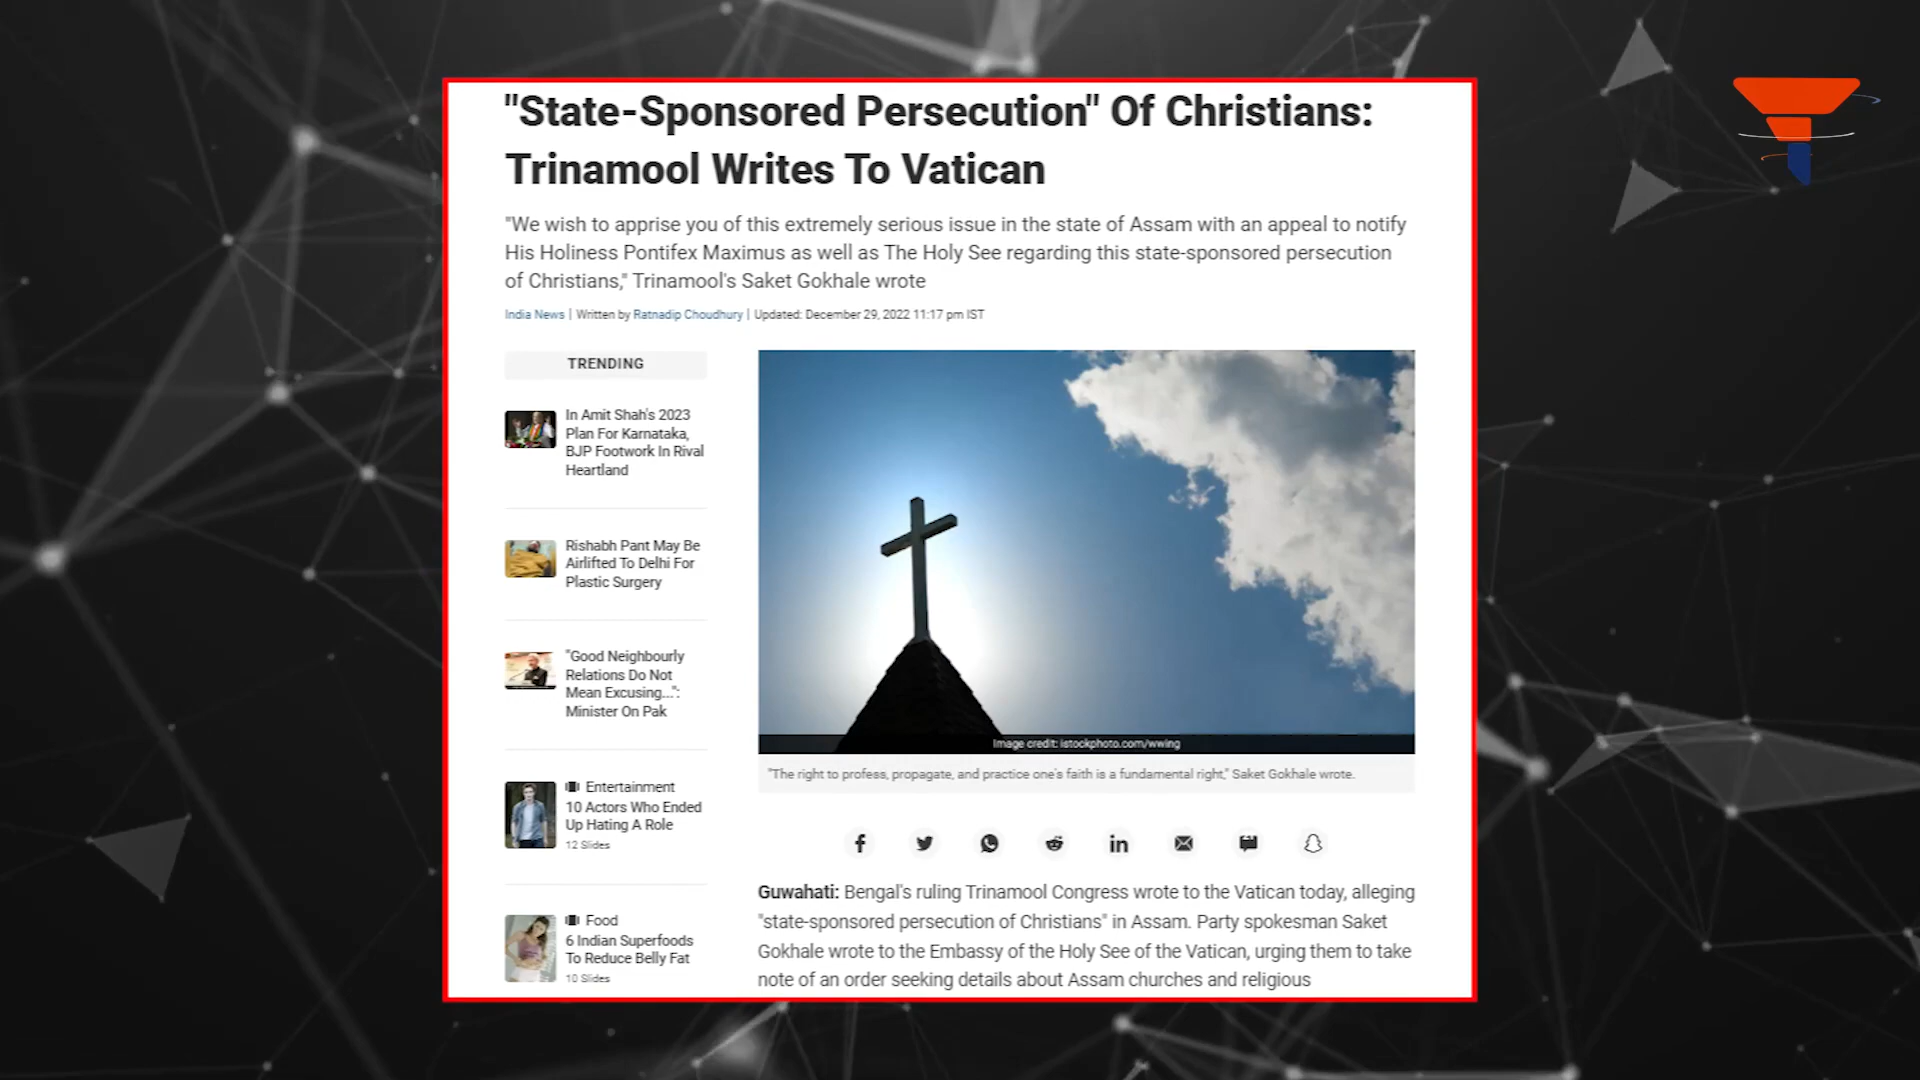 "State-Sponsored Persecution" Of Christians:
Trinamool Writes To Vatican
"We wish to apprise you of this extremely serious issue in the state of Assam with an appeal to notify
His Holiness Pontifex Maximus as well as The Holy See regarding this state-sponsored persecution
of Christians," Trinamool's Saket Gokhale wrote
India News | Written by Ratnadip Choudhury | Updated: December 29, 2022 11:17 pm IST
TRENDING
In Amit Shah's 2023
Plan For Karnataka,
BJP Footwork In Rival
Heartland
Rishabh Pant May Be
Airlifted To Delhi For
Plastic Surgery
"Good Neighbourly
Relations Do Not
Mean Excusing...":
Minister On Pak
Entertainment
10 Actors Who Ended
Up Hating A Role
12 Slides
Food
6 Indian Superfoods
To Reduce Belly Fat
10 Slides
Image credit: istockphoto.com/wwing
"The right to profess, propagate, and practice one's faith is a fundamental right," Saket Gokhale wrote.
Guwahati: Bengal's ruling Trinamool Congress wrote to the Vatican today, alleging
"state-sponsored persecution of Christians" in Assam. Party spokesman Saket
Gokhale wrote to the Embassy of the Holy See of the Vatican, urging them to take
note of an order seeking details about Assam churches and religious